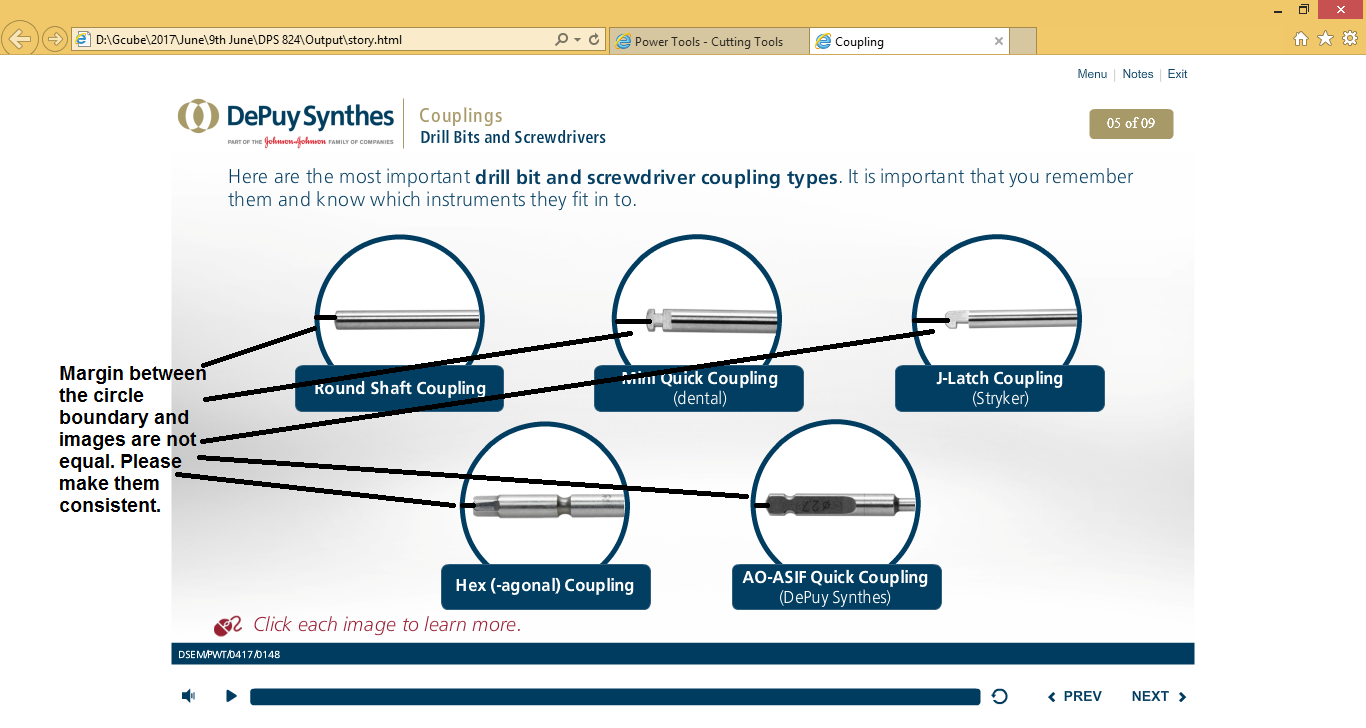 D:\Gcube\2017\June\9th June\DPS 824\Output\story.html
Power Tools - Cutting Tools
Coupling
Menu | Notes | Exit
DePuy Synthes
PART OF THE Johnson-Johnson FAMILY OF COMPANIES
Couplings
Drill Bits and Screwdrivers
05 of 09
Here are the most important drill bit and screwdriver coupling types. It is important that you remember
them and know which instruments they fit in to.
Margin between
the circle
boundary and
images are not
equal. Please
make them
consistent.
Round Shaft Coupling
Mini Quick Coupling
(dental)
J-Latch Coupling
(Stryker)
Hex (-agonal) Coupling
AO-ASIF Quick Coupling
(DePuy Synthes)
Click each image to learn more.
DSEM/PWT/0417/0148
PREV
NEXT